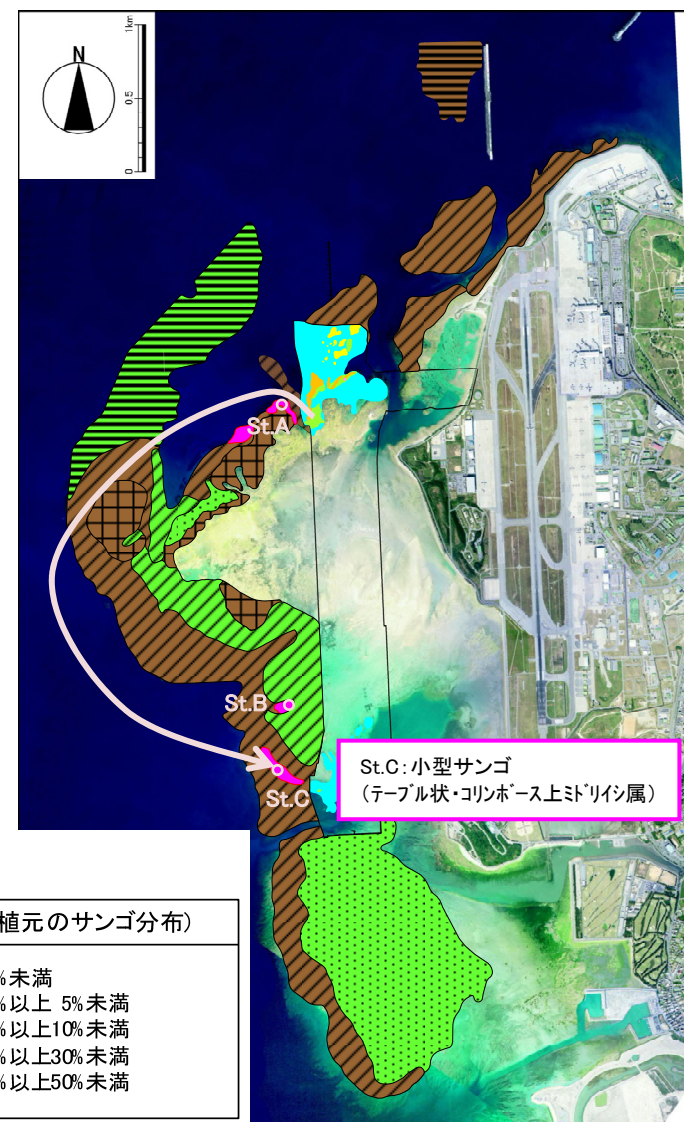 N
1km
0.5
0
St.A
St.B
St.C
St.C:小型サンゴ
(テーブル状・コリンボース上ミドリイシ属)
植元のサンゴ分布)
%未満
%以上 5%未満
%以上10%未満
%以上30%未満
%以上50%未満